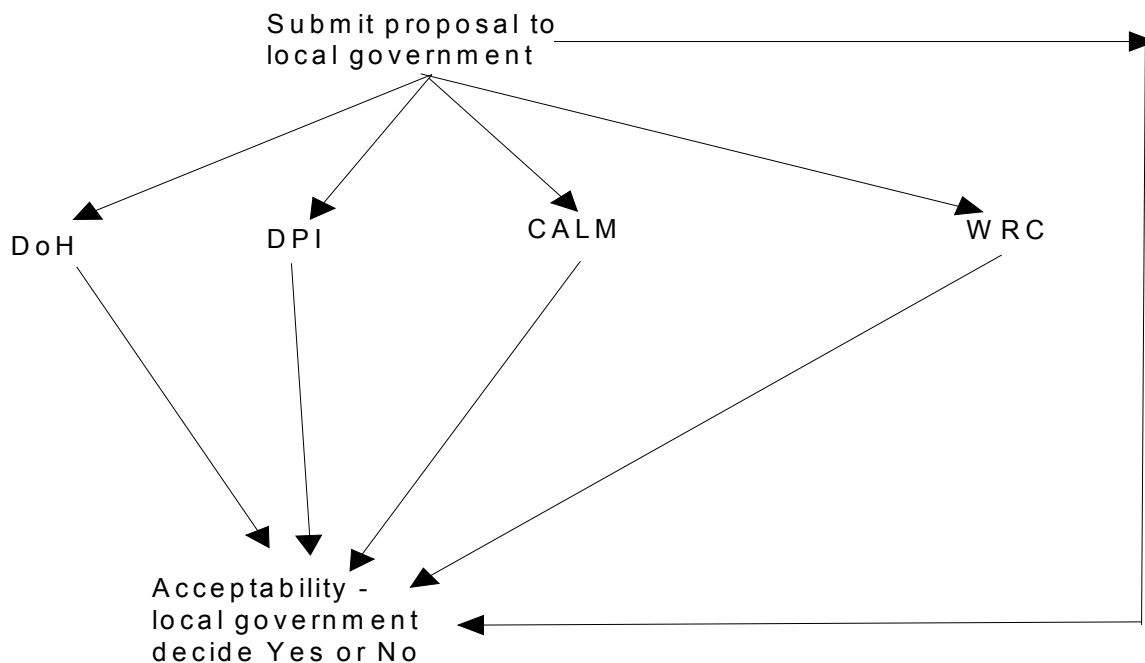 Submit proposal to
local government
DoH
DPI
CALM
WRC
Acceptability -
local government
decide Yes or No